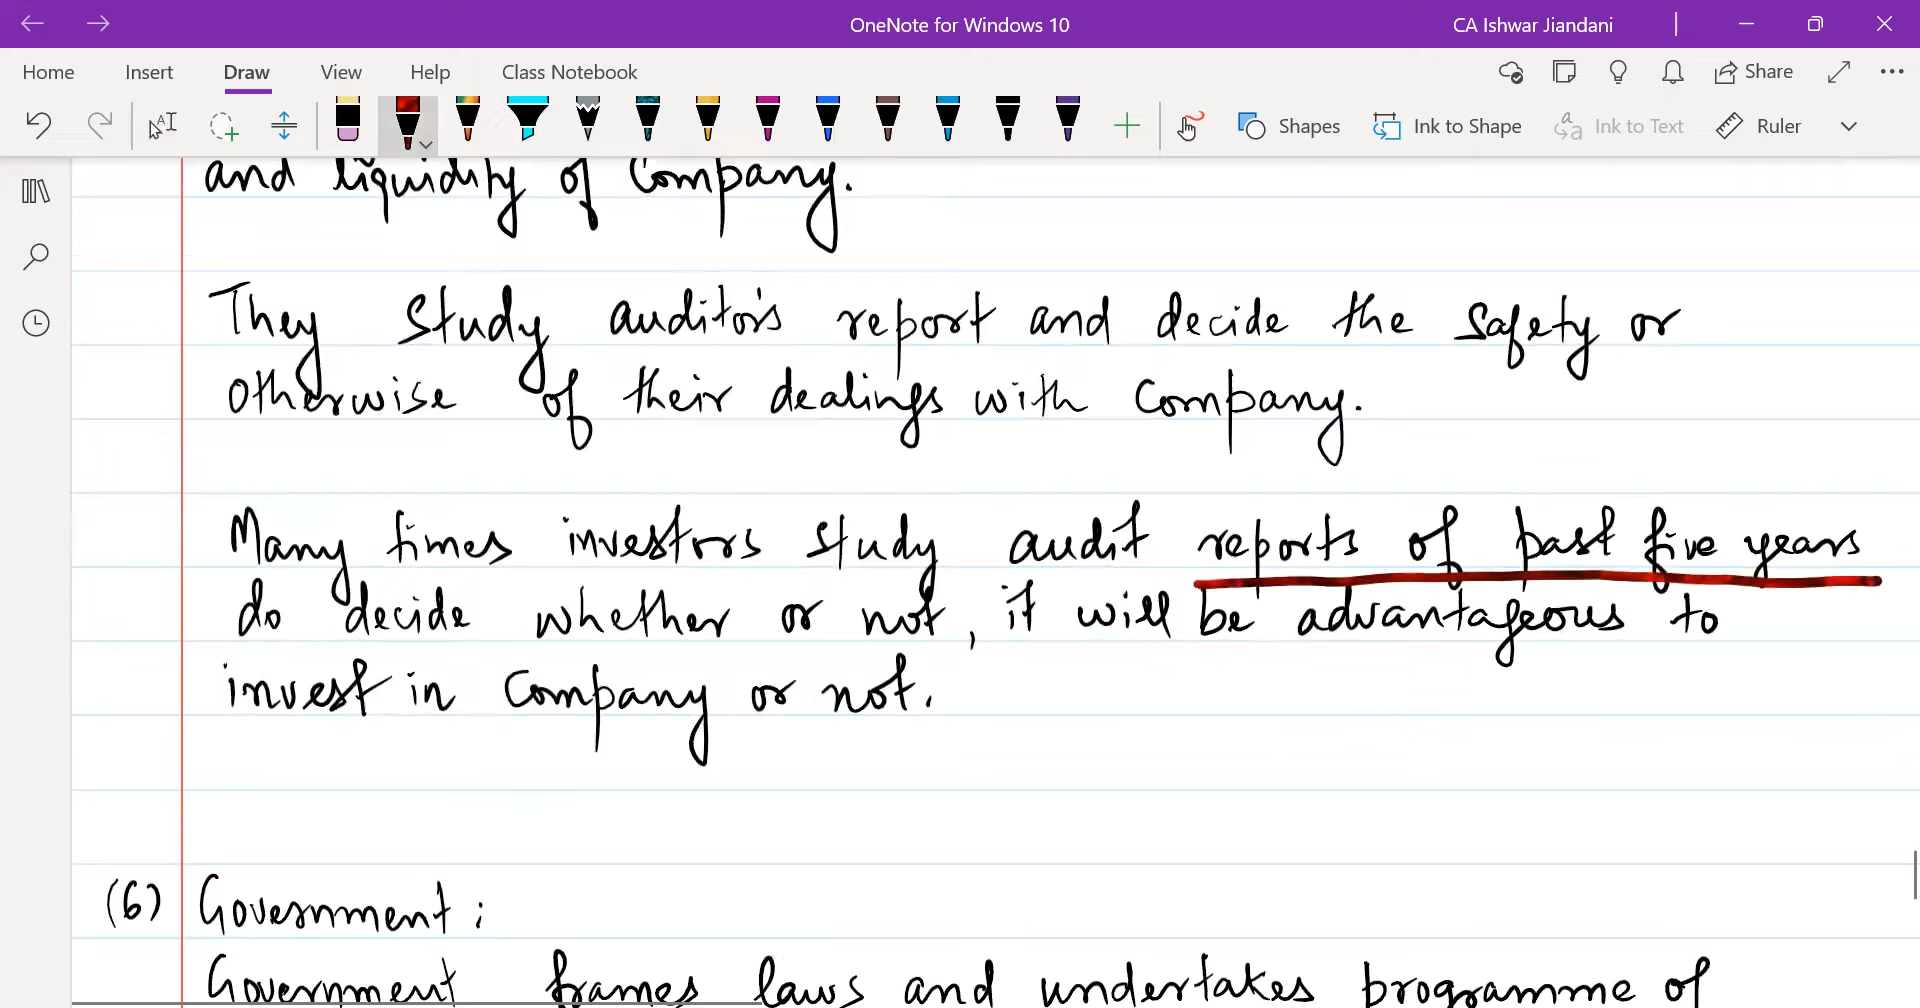 OneNote for Windows 10
CA Ishwar Jiandani
Home Insert Draw View Help Class Notebook
Share
Shapes Ink to Shape Ink to Text Ruler
and liquidity of Company.
They study auditor's report and decide the safety or
otherwise of their dealings with Company.
Many times investors study audit reports of past five years
do decide whether or not, it will be advantageous to
invest in Company or not.
(6) Government :
Government frames laws and undertakes programme of